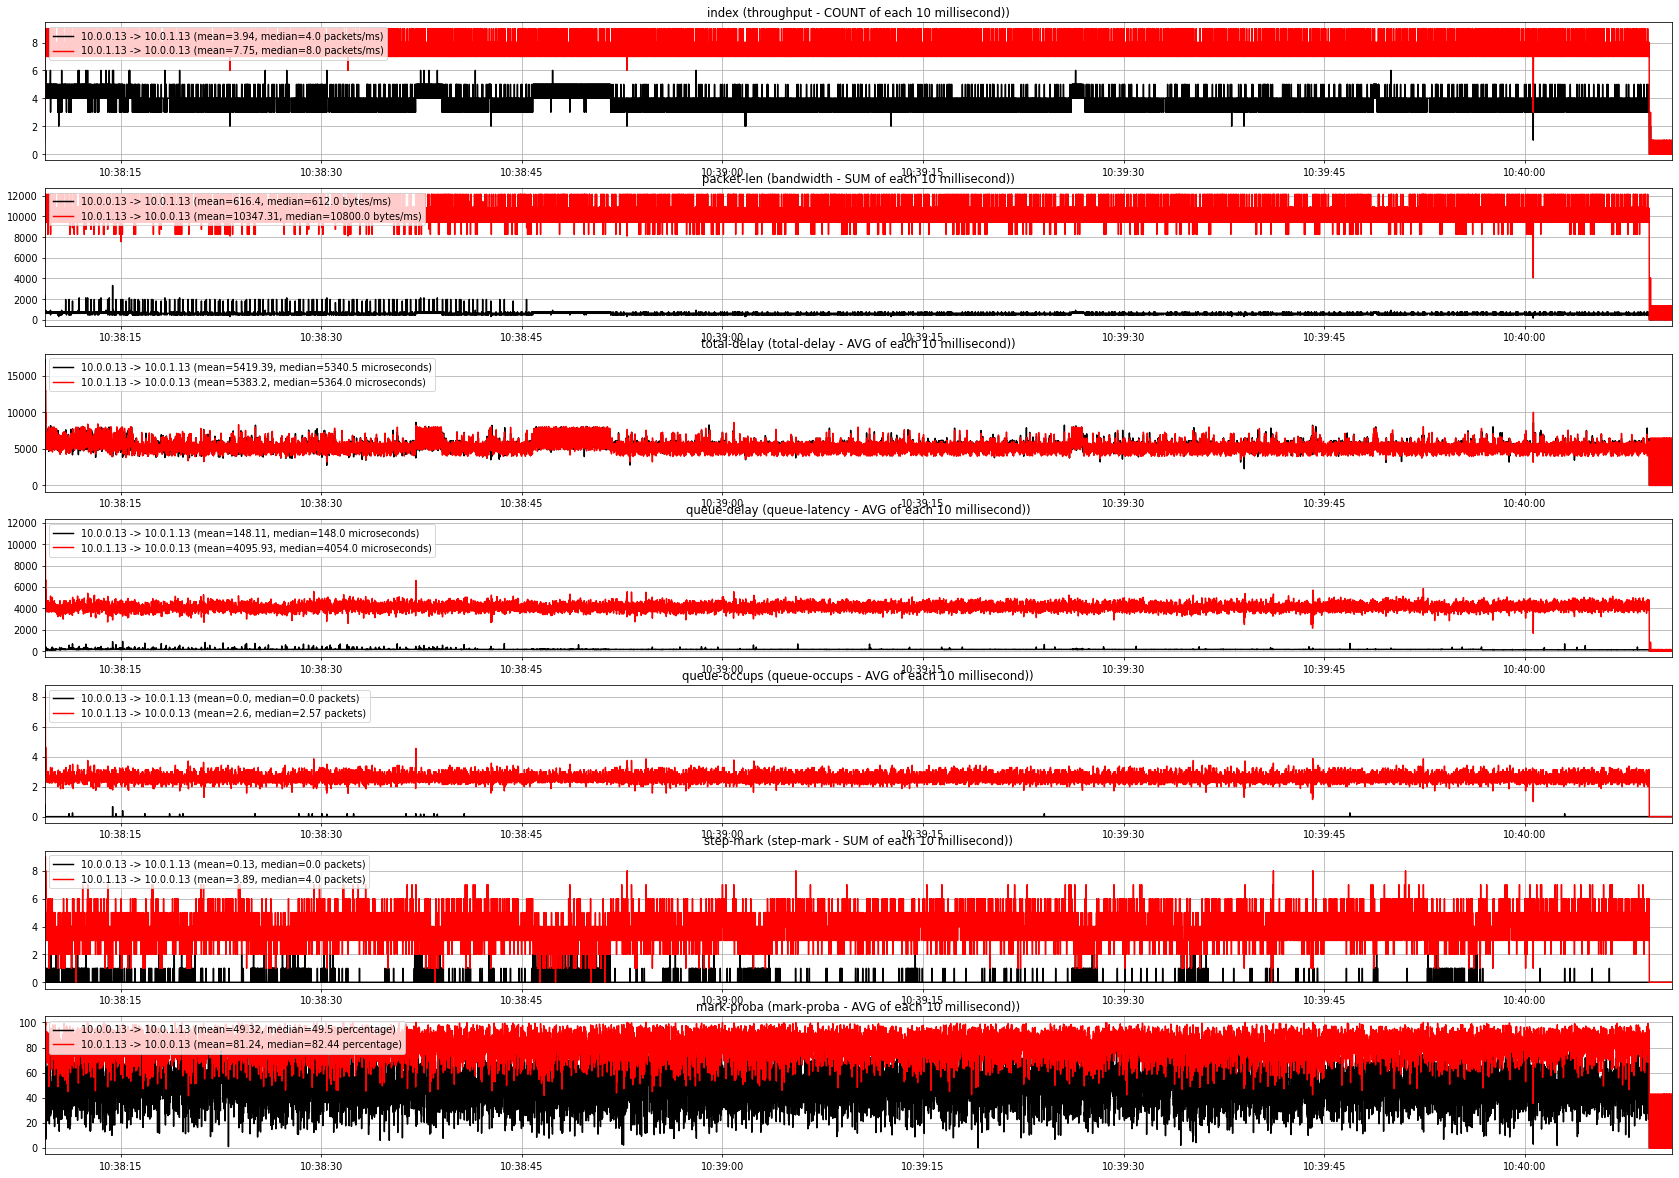 index (throughput - COUNT of each 10 millisecond))
10.0.0.13 -> 10.0.1.13 (mean=3.94, median=4.0 packets/ms)
10.0.1.13 -> 10.0.0.13 (mean=7.75, median=8.0 packets/ms)
8
6
4
2
0
10:38:15 10:38:30 10:38:45 10:39:00 10:39:15 10:39:30 10:39:45 10:40:00
packet-len (bandwidth - SUM of each 10 millisecond))
10.0.0.13 -> 10.0.1.13 (mean=616.4, median=612.0 bytes/ms)
10.0.1.13 -> 10.0.0.13 (mean=10347.31, median=10800.0 bytes/ms)
12000
10000
8000
6000
4000
2000
0
10:38:15 10:38:30 10:38:45 10:39:00 10:39:15 10:39:30 10:39:45 10:40:00
total-delay (total-delay - AVG of each 10 millisecond))
10.0.0.13 -> 10.0.1.13 (mean=5419.39, median=5340.5 microseconds)
10.0.1.13 -> 10.0.0.13 (mean=5383.2, median=5364.0 microseconds)
15000
10000
5000
0
10:38:15 10:38:30 10:38:45 10:39:00 10:39:15 10:39:30 10:39:45 10:40:00
queue-delay (queue-latency - AVG of each 10 millisecond))
10.0.0.13 -> 10.0.1.13 (mean=148.11, median=148.0 microseconds)
10.0.1.13 -> 10.0.0.13 (mean=4095.93, median=4054.0 microseconds)
12000
10000
8000
6000
4000
2000
0
10:38:15 10:38:30 10:38:45 10:39:00 10:39:15 10:39:30 10:39:45 10:40:00
queue-occups (queue-occups - AVG of each 10 millisecond))
10.0.0.13 -> 10.0.1.13 (mean=0.0, median=0.0 packets)
10.0.1.13 -> 10.0.0.13 (mean=2.6, median=2.57 packets)
8
6
4
2
0
10:38:15 10:38:30 10:38:45 10:39:00 10:39:15 10:39:30 10:39:45 10:40:00
step-mark (step-mark - SUM of each 10 millisecond))
10.0.0.13 -> 10.0.1.13 (mean=0.13, median=0.0 packets)
10.0.1.13 -> 10.0.0.13 (mean=3.89, median=4.0 packets)
8
6
4
2
0
10:38:15 10:38:30 10:38:45 10:39:00 10:39:15 10:39:30 10:39:45 10:40:00
mark-proba (mark-proba - AVG of each 10 millisecond))
10.0.0.13 -> 10.0.1.13 (mean=49.32, median=49.5 percentage)
10.0.1.13 -> 10.0.0.13 (mean=81.24, median=82.44 percentage)
100
80
60
40
20
0
10:38:15 10:38:30 10:38:45 10:39:00 10:39:15 10:39:30 10:39:45 10:40:00